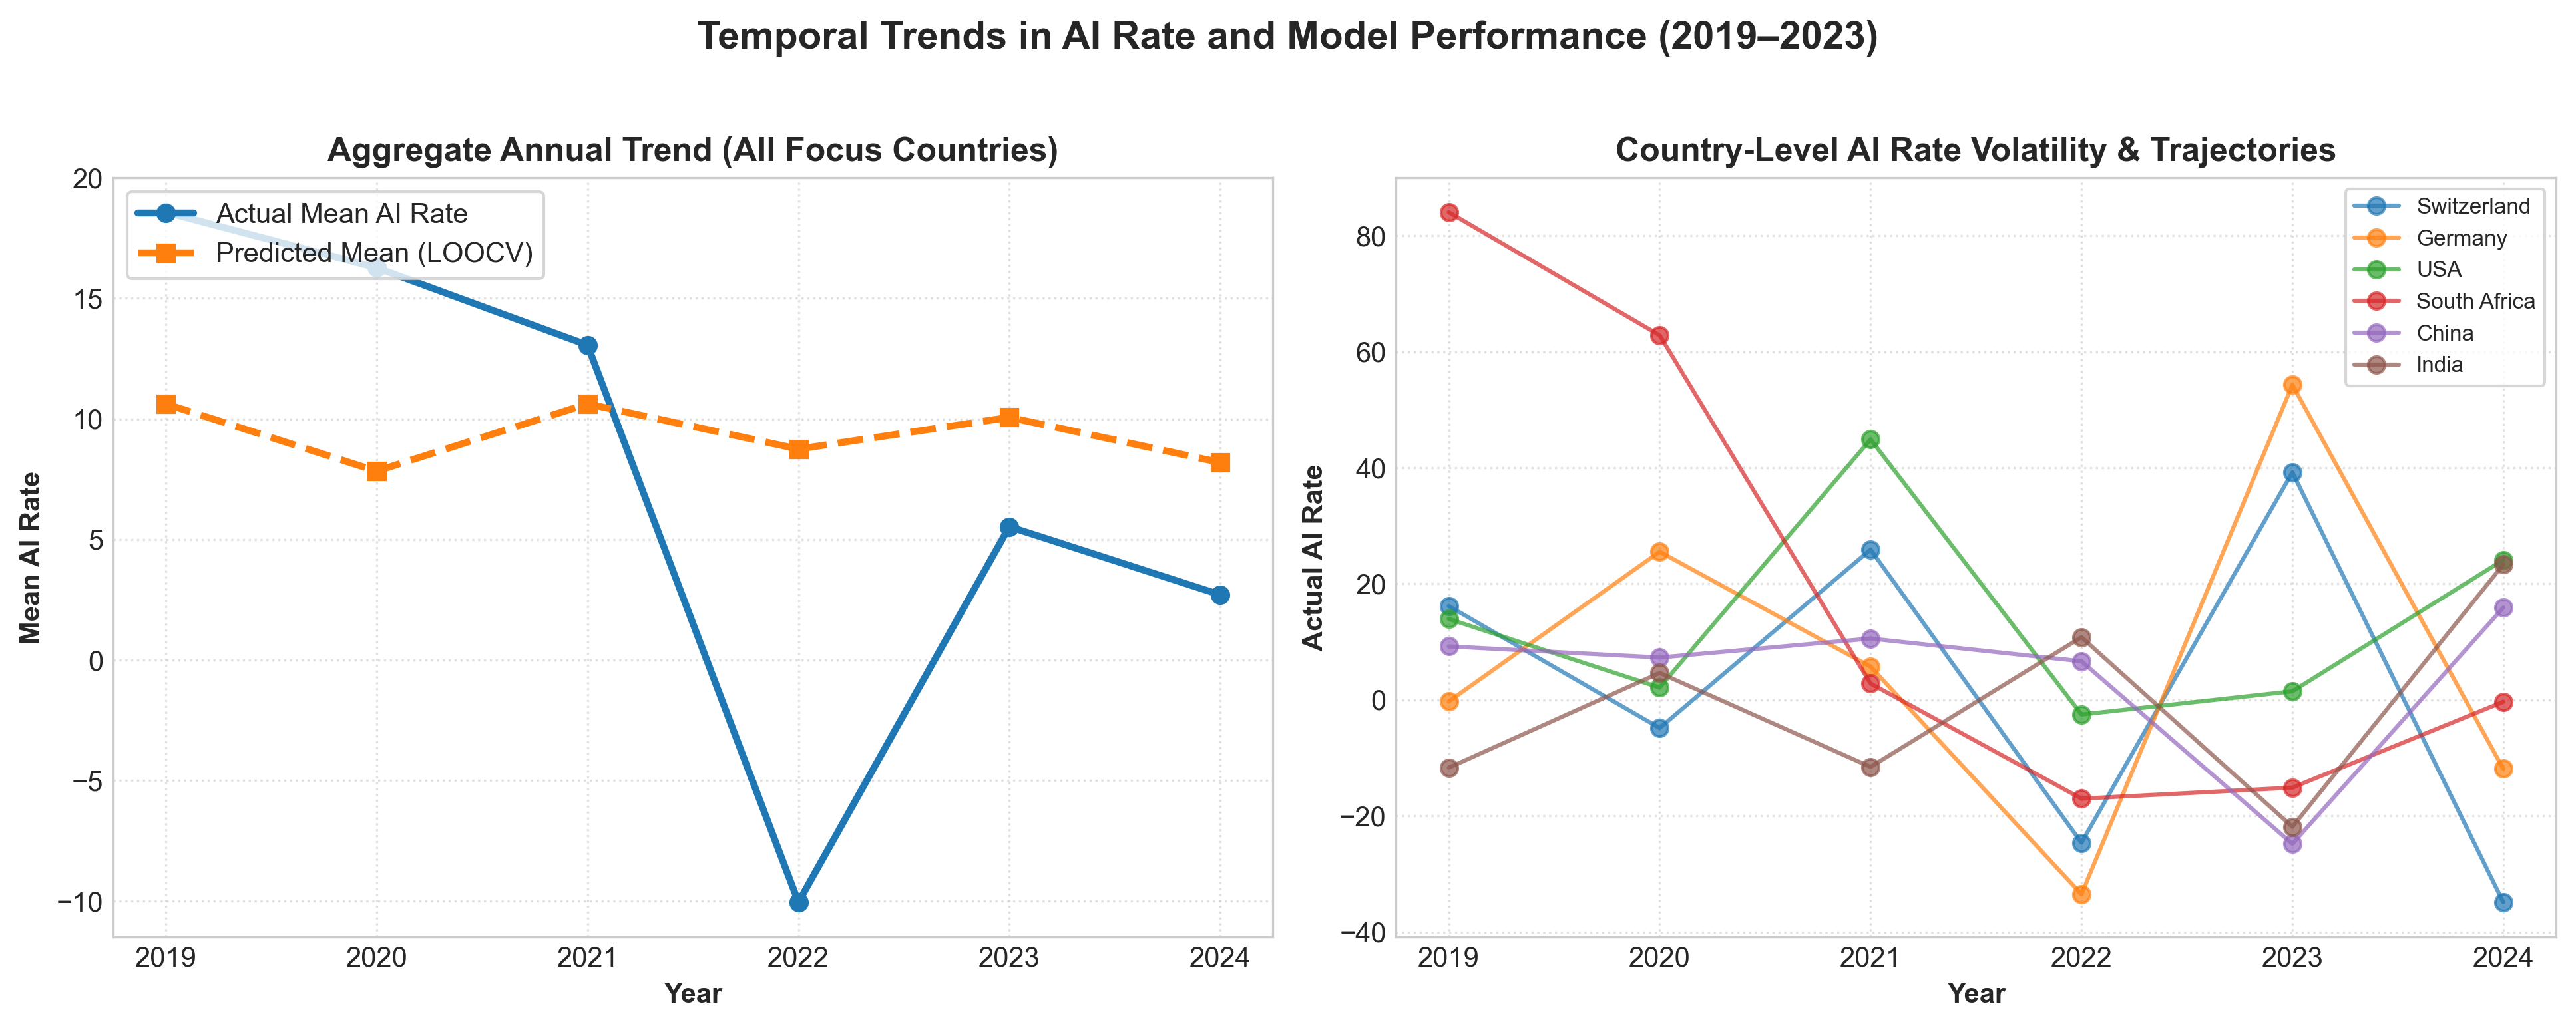 Temporal Trends in AI Rate and Model Performance (2019–2023)
Aggregate Annual Trend (All Focus Countries)
Actual Mean AI Rate
Predicted Mean (LOOCV)
Mean AI Rate
20
15
10
5
0
−5
−10
2019
2020
2021
2022
2023
2024
Year
Country-Level AI Rate Volatility & Trajectories
Switzerland
Germany
USA
South Africa
China
India
Actual AI Rate
80
60
40
20
0
−20
−40
2019
2020
2021
2022
2023
2024
Year